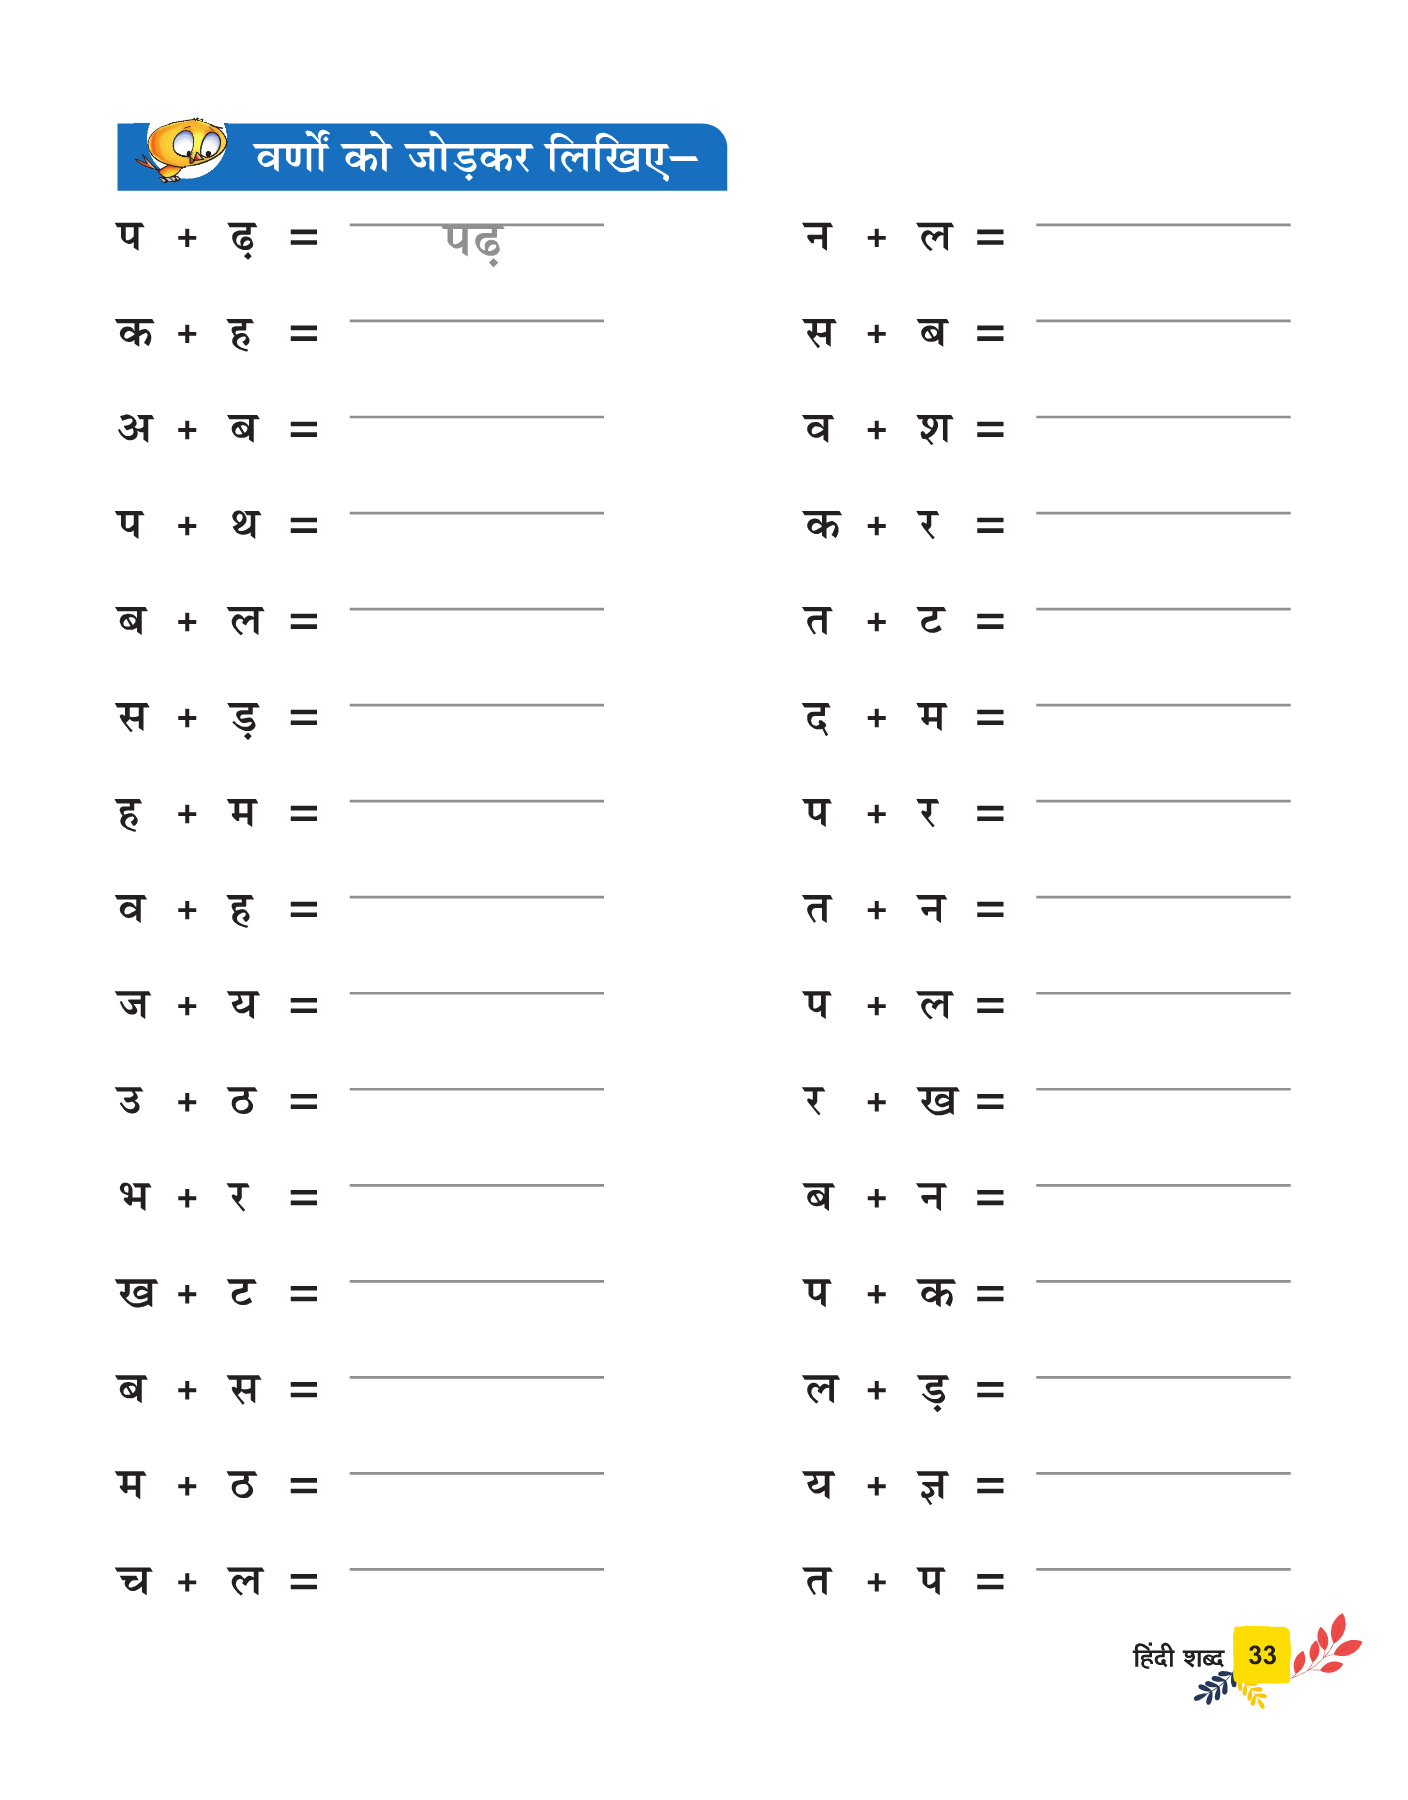 वर्णों को जोड़कर लिखिए–
प + ढ़ = पढ़ न + ल =
क + ह = स + ब =
अ + ब = व + श =
प + थ = क + र =
ब + ल = त + ट =
स + ड़ = द + म =
ह + म = प + र =
व + ह = त + न =
ज + य = प + ल =
उ + ठ = र + ख =
भ + र = ब + न =
ख + ट = प + क =
ब + स = ल + ड़ =
म + ठ = य + ज्ञ =
च + ल = त + प =
हिंदी शब्द 33